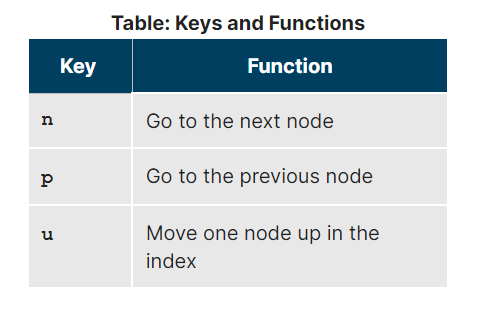 Table: Keys and Functions
Key Function
n Go to the next node
p Go to the previous node
u Move one node up in the
index